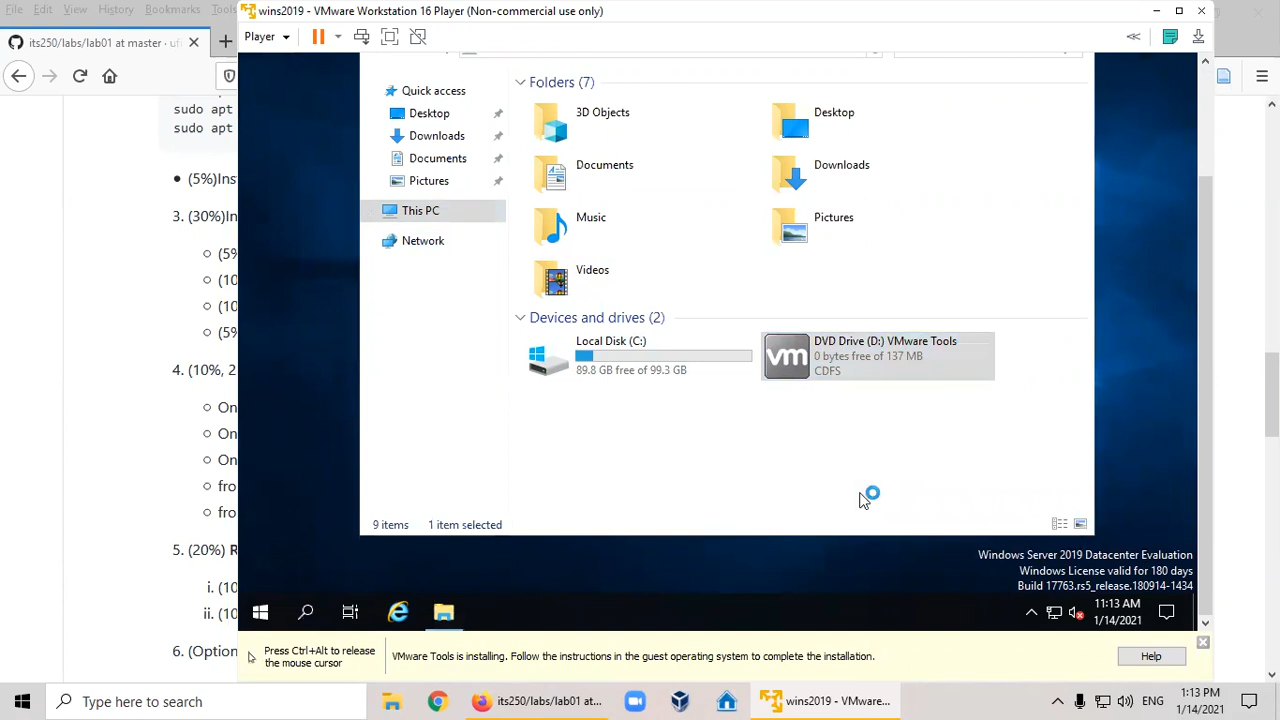 File Edit View History Bookmarks
wins2019 - VMware Workstation 16 Player (Non-commercial use only)
Player
its250/labs/lab01 at master · uf
sudo apt
sudo apt
(5%)Ins
3. (30%)In
(5%
(10
(10
(5%
4. (10%, 2
On
On
On
fro
fro
5. (20%) R
i. (10
ii. (10
6. (Option
Quick access
Desktop
Downloads
Documents
Pictures
This PC
Network
Folders (7)
3D Objects
Desktop
Documents
Downloads
Music
Pictures
Videos
Devices and drives (2)
Local Disk (C:)
89.8 GB free of 99.3 GB
vm
DVD Drive (D:) VMware Tools
0 bytes free of 137 MB
CDFS
9 items 1 item selected
Windows Server 2019 Datacenter Evaluation
Windows License valid for 180 days
Build 17763.rs5_release.180914-1434
11:13 AM
1/14/2021
Press Ctrl+Alt to release
the mouse cursor
VMware Tools is installing. Follow the instructions in the guest operating system to complete the installation.
Help
Type here to search
its250/labs/lab01 at...
wins2019 - VMware...
ENG
1:13 PM
1/14/2021